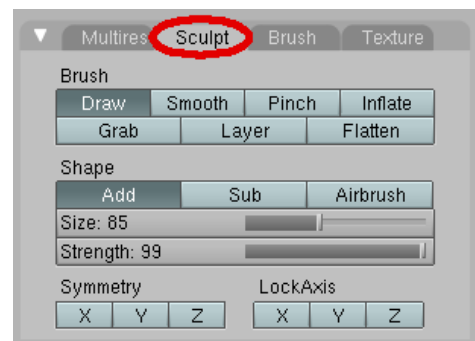 Multires Sculpt Brush Texture
Brush
Draw Smooth Pinch Inflate
Grab Layer Flatten
Shape
Add Sub Airbrush
Size: 85
Strength: 99
Symmetry LockAxis
X Y Z X Y Z